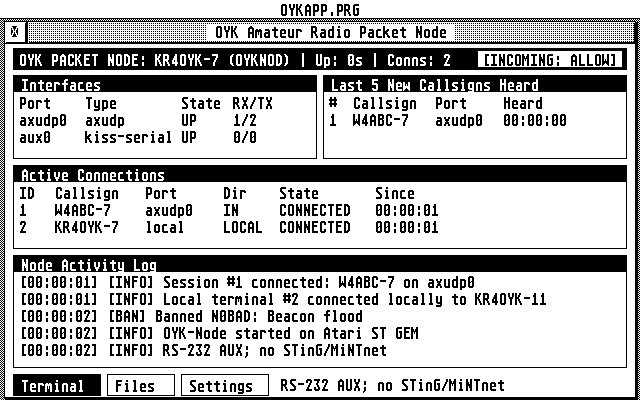 OYKAPP.PRG
OYK Amateur Radio Packet Node
OYK PACKET NODE: KR4OYK-7 (OYKNOD) | Up: 0s | Conns: 2 [INCOMING: ALLOW]
Interfaces
Port Type State RX/TX
axudp0 axudp UP 1/2
aux0 kiss-serial UP 0/0
Last 5 New Callsigns Heard
# Callsign Port Heard
1 W4ABC-7 axudp0 00:00:00
Active Connections
ID Callsign Port Dir State Since
1 W4ABC-7 axudp0 IN CONNECTED 00:00:01
2 KR4OYK-7 local LOCAL CONNECTED 00:00:01
Node Activity Log
[00:00:01] [INFO] Session #1 connected: W4ABC-7 on axudp0
[00:00:01] [INFO] Local terminal #2 connected locally to KR4OYK-11
[00:00:02] [BAN] Banned N0BAD: Beacon flood
[00:00:02] [INFO] OYK-Node started on Atari ST GEM
[00:00:02] [INFO] RS-232 AUX; no STinG/MiNTnet
Terminal Files Settings RS-232 AUX; no STinG/MiNTnet